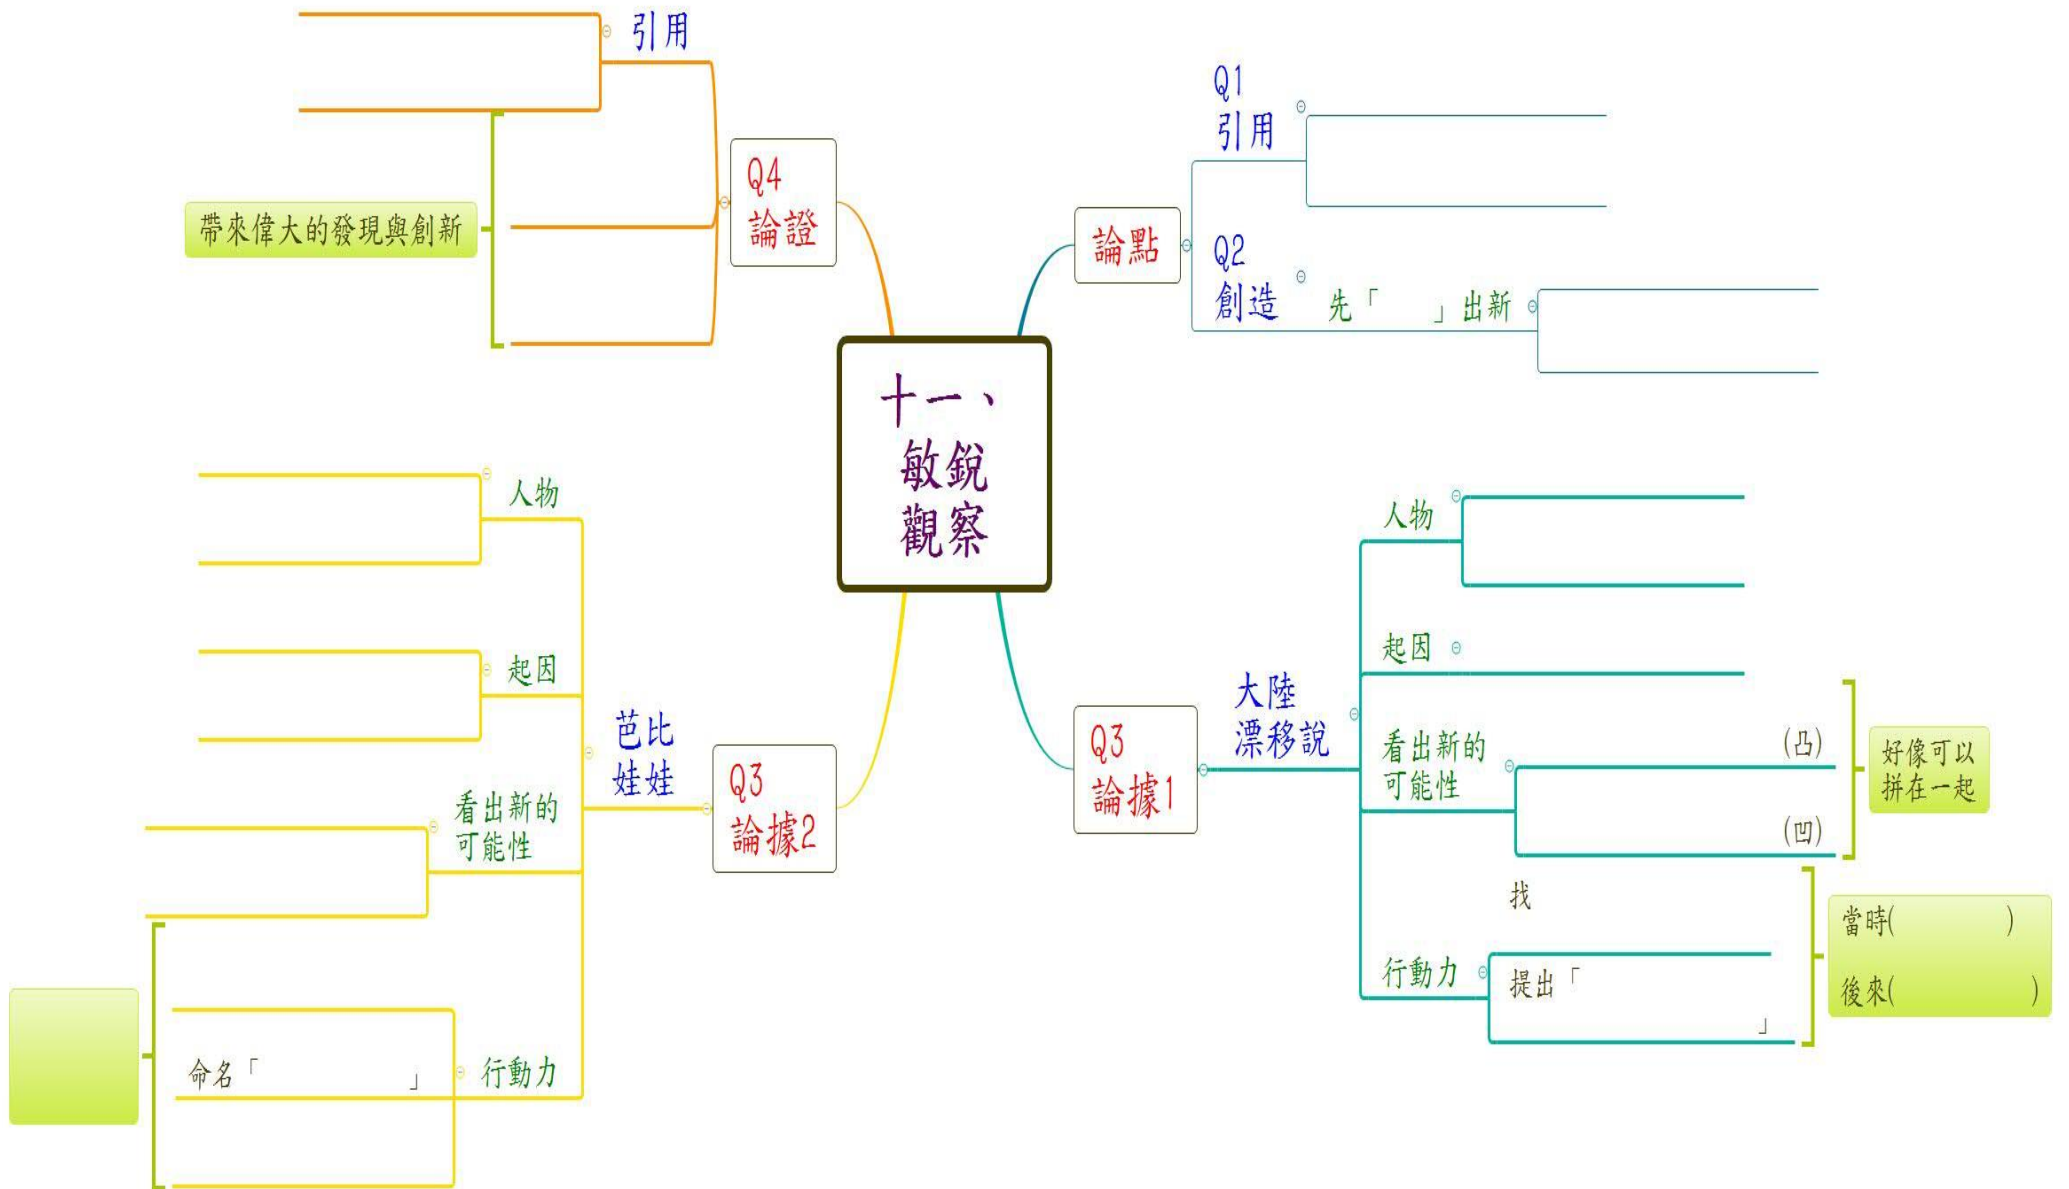 十一、
敏銳
觀察
論點
Q1
引用
Q2
創造
先「　　」出新
Q3
論據1
大陸
漂移說
人物
起因
看出新的
可能性
(凸)
(凹)
好像可以
拼在一起
行動力
找
提出「
」
當時(　　　　)
後來(　　　　　)
Q3
論據2
芭比
娃娃
人物
起因
看出新的
可能性
行動力
命名「　　　　　　」
Q4
論證
引用
帶來偉大的發現與創新